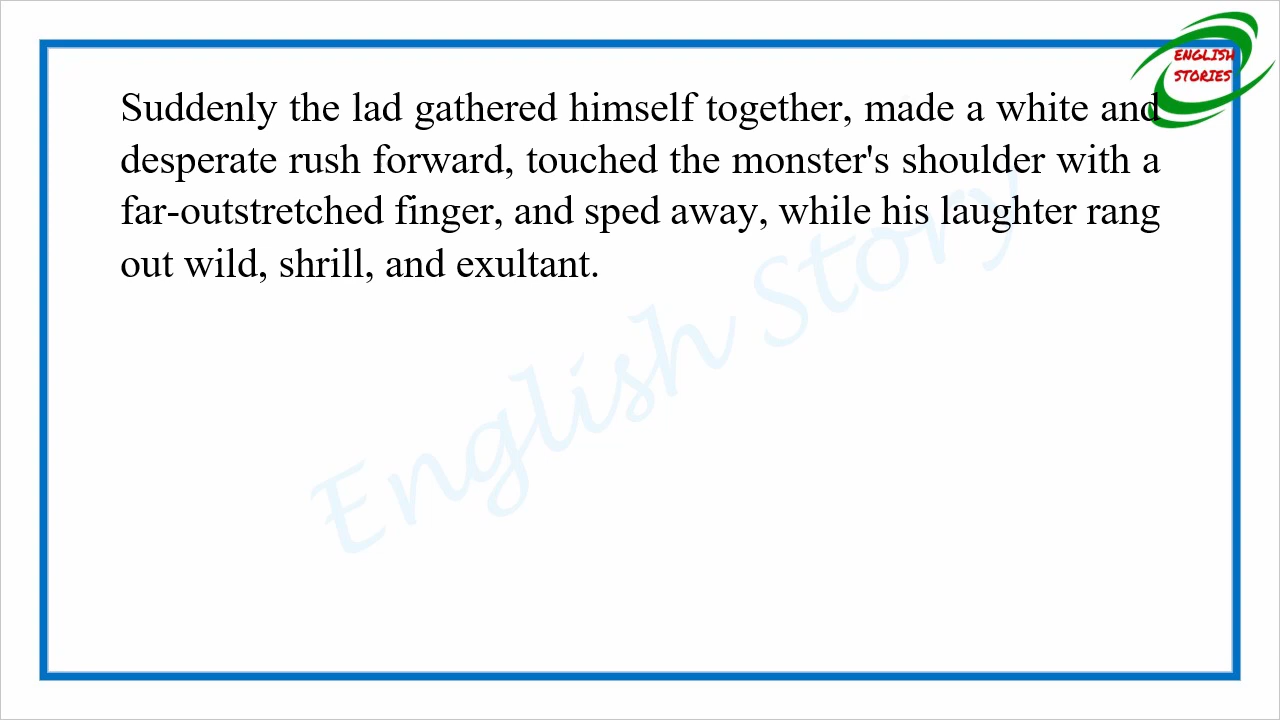 ENGLISH
STORIES
Suddenly the lad gathered himself together, made a white and
desperate rush forward, touched the monster's shoulder with a
far-outstretched finger, and sped away, while his laughter rang
out wild, shrill, and exultant.
English Story